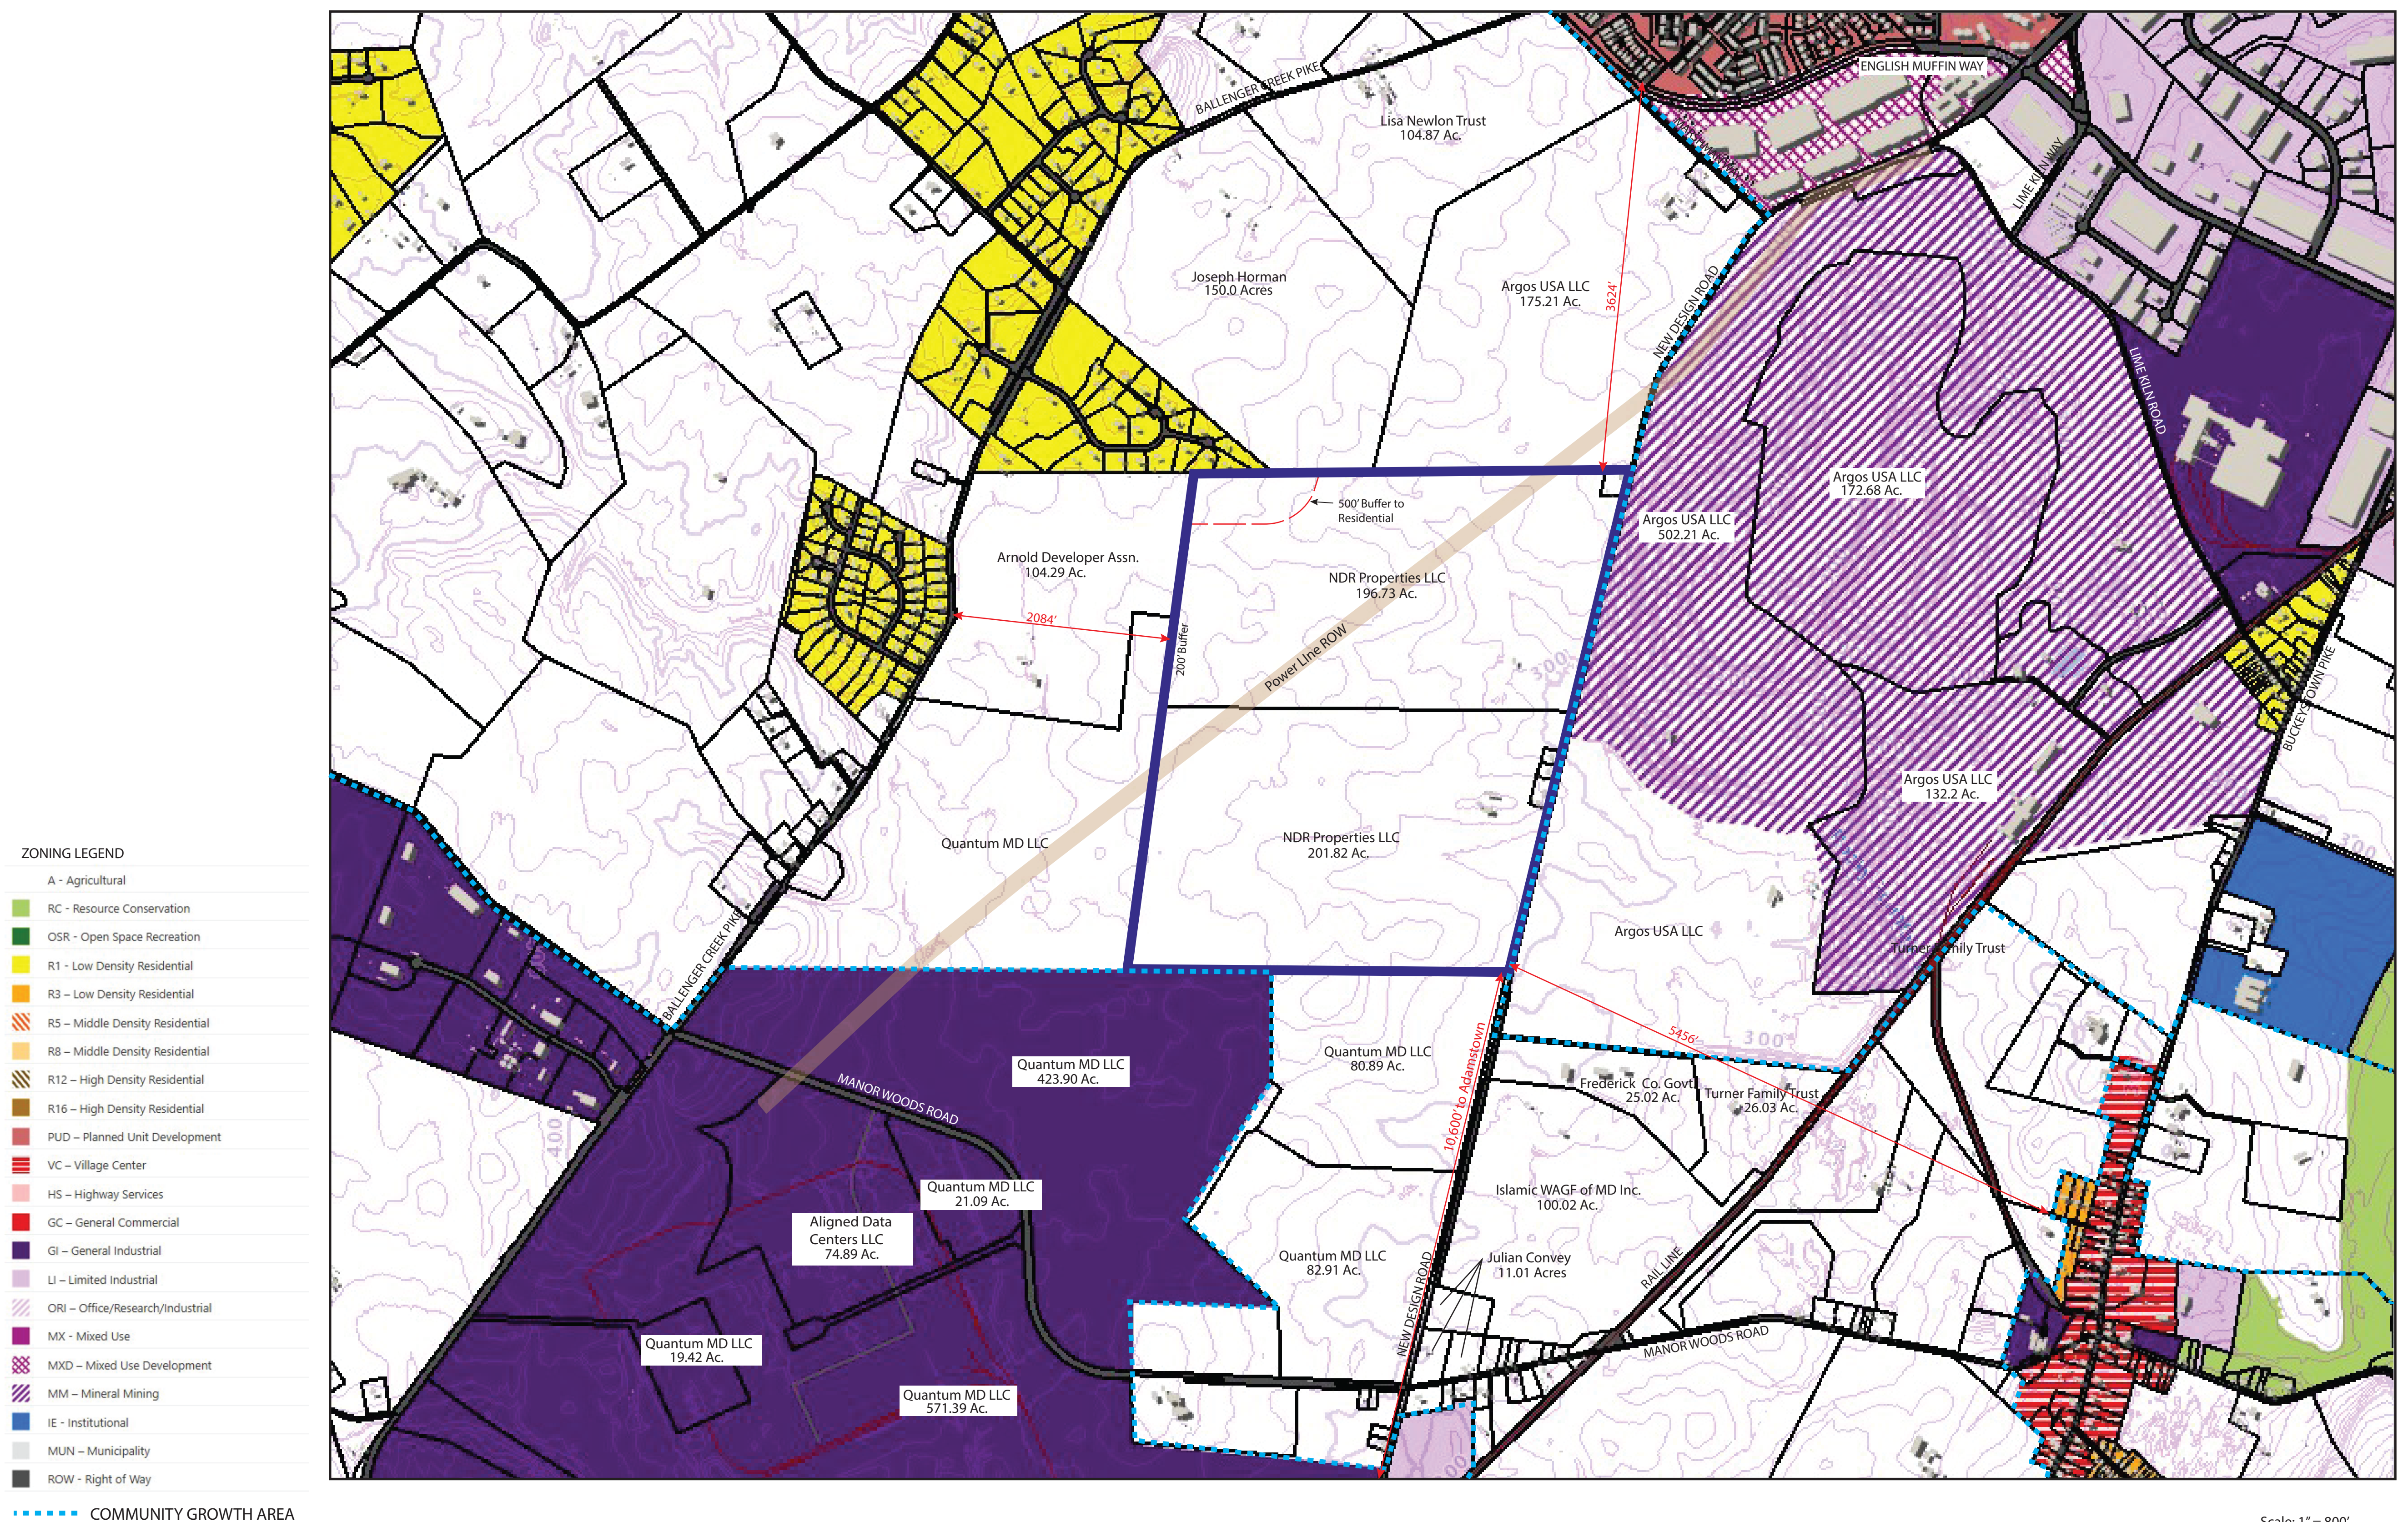 ENGLISH MUFFIN WAY
BALLENGER CREEK PIKE
Lisa Newlon Trust
104.87 Ac.
LIME KILN WAY
Joseph Horman
150.0 Acres
Argos USA LLC
175.21 Ac.
3624'
NEW DESIGN ROAD
LIME KILN ROAD
Argos USA LLC
172.68 Ac.
500' Buffer to
Residential
Argos USA LLC
502.21 Ac.
Arnold Developer Assn.
104.29 Ac.
NDR Properties LLC
196.73 Ac.
2084'
200' Buffer
Power LIne ROW
300'
400
BUCKEYSTOWN PIKE
Argos USA LLC
132.2 Ac.
Quantum MD LLC
NDR Properties LLC
201.82 Ac.
300
BALLENGER CREEK PIKE
Argos USA LLC
Turner Family Trust
5456'
300'
Quantum MD LLC
423.90 Ac.
Quantum MD LLC
80.89 Ac.
10,600' to Adamstown
Frederick Co. Govt.
25.02 Ac.
Turner Family Trust
26.03 Ac.
MANOR WOODS ROAD
400
Quantum MD LLC
21.09 Ac.
Islamic WAGF of MD Inc.
100.02 Ac.
Aligned Data
Centers LLC
74.89 Ac.
Quantum MD LLC
82.91 Ac.
Julian Convey
11.01 Acres
NEW DESIGN ROAD
RAIL LINE
MANOR WOODS ROAD
Quantum MD LLC
19.42 Ac.
Quantum MD LLC
571.39 Ac.
ZONING LEGEND
A - Agricultural
RC - Resource Conservation
OSR - Open Space Recreation
R1 - Low Density Residential
R3 – Low Density Residential
R5 – Middle Density Residential
R8 – Middle Density Residential
R12 – High Density Residential
R16 – High Density Residential
PUD – Planned Unit Development
VC – Village Center
HS – Highway Services
GC – General Commercial
GI – General Industrial
LI – Limited Industrial
ORI – Office/Research/Industrial
MX - Mixed Use
MXD – Mixed Use Development
MM – Mineral Mining
IE - Institutional
MUN – Municipality
ROW - Right of Way
COMMUNITY GROWTH AREA
Scale: 1" = 800'